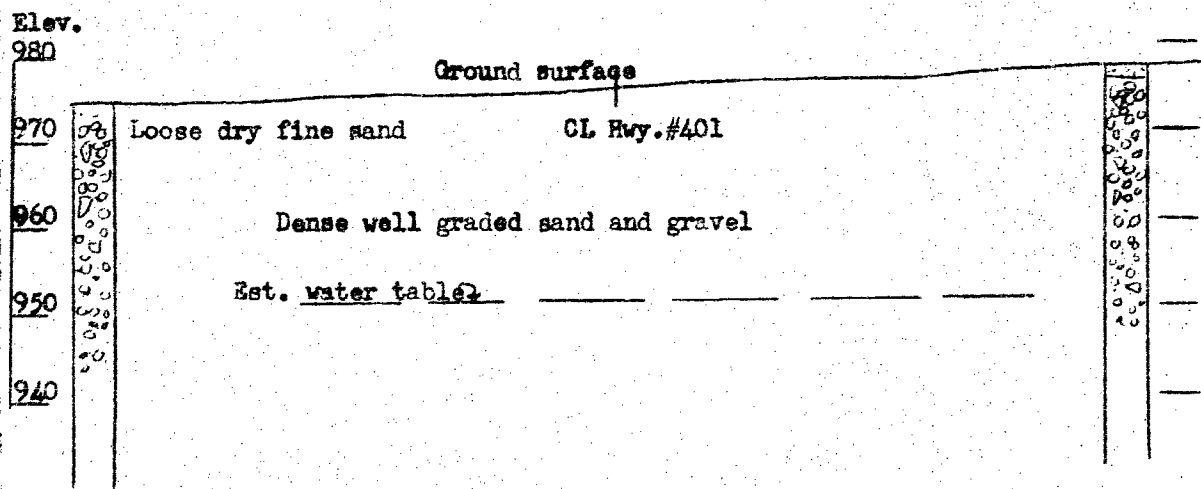 Elev.
980
Ground surface
970 Loose dry fine sand CL Hwy.#401
960 Dense well graded sand and gravel
Est. water table
950
940